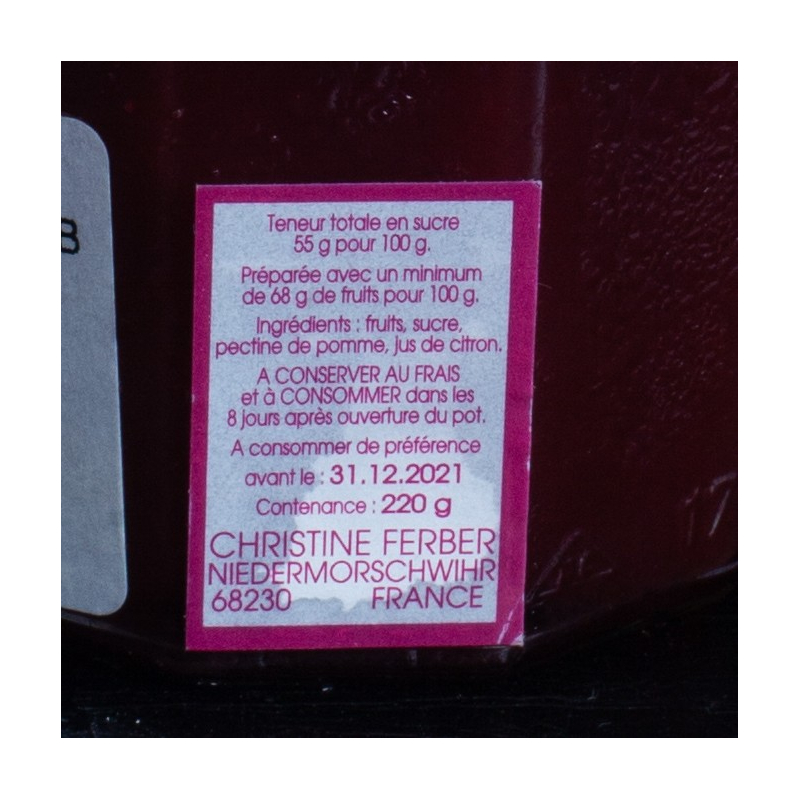 B
Teneur totale en sucre
55 g pour 100 g.
Préparée avec un minimum
de 68 g de fruits pour 100 g.
Ingrédients : fruits, sucre,
pectine de pomme, jus de citron.
A CONSERVER AU FRAIS
et à CONSOMMER dans les
8 jours après ouverture du pot.
A consommer de préférence
avant le : 31.12.2021
Contenance : 220 g
CHRISTINE FERBER
NIEDERMORSCHWIHR
68230 FRANCE
17